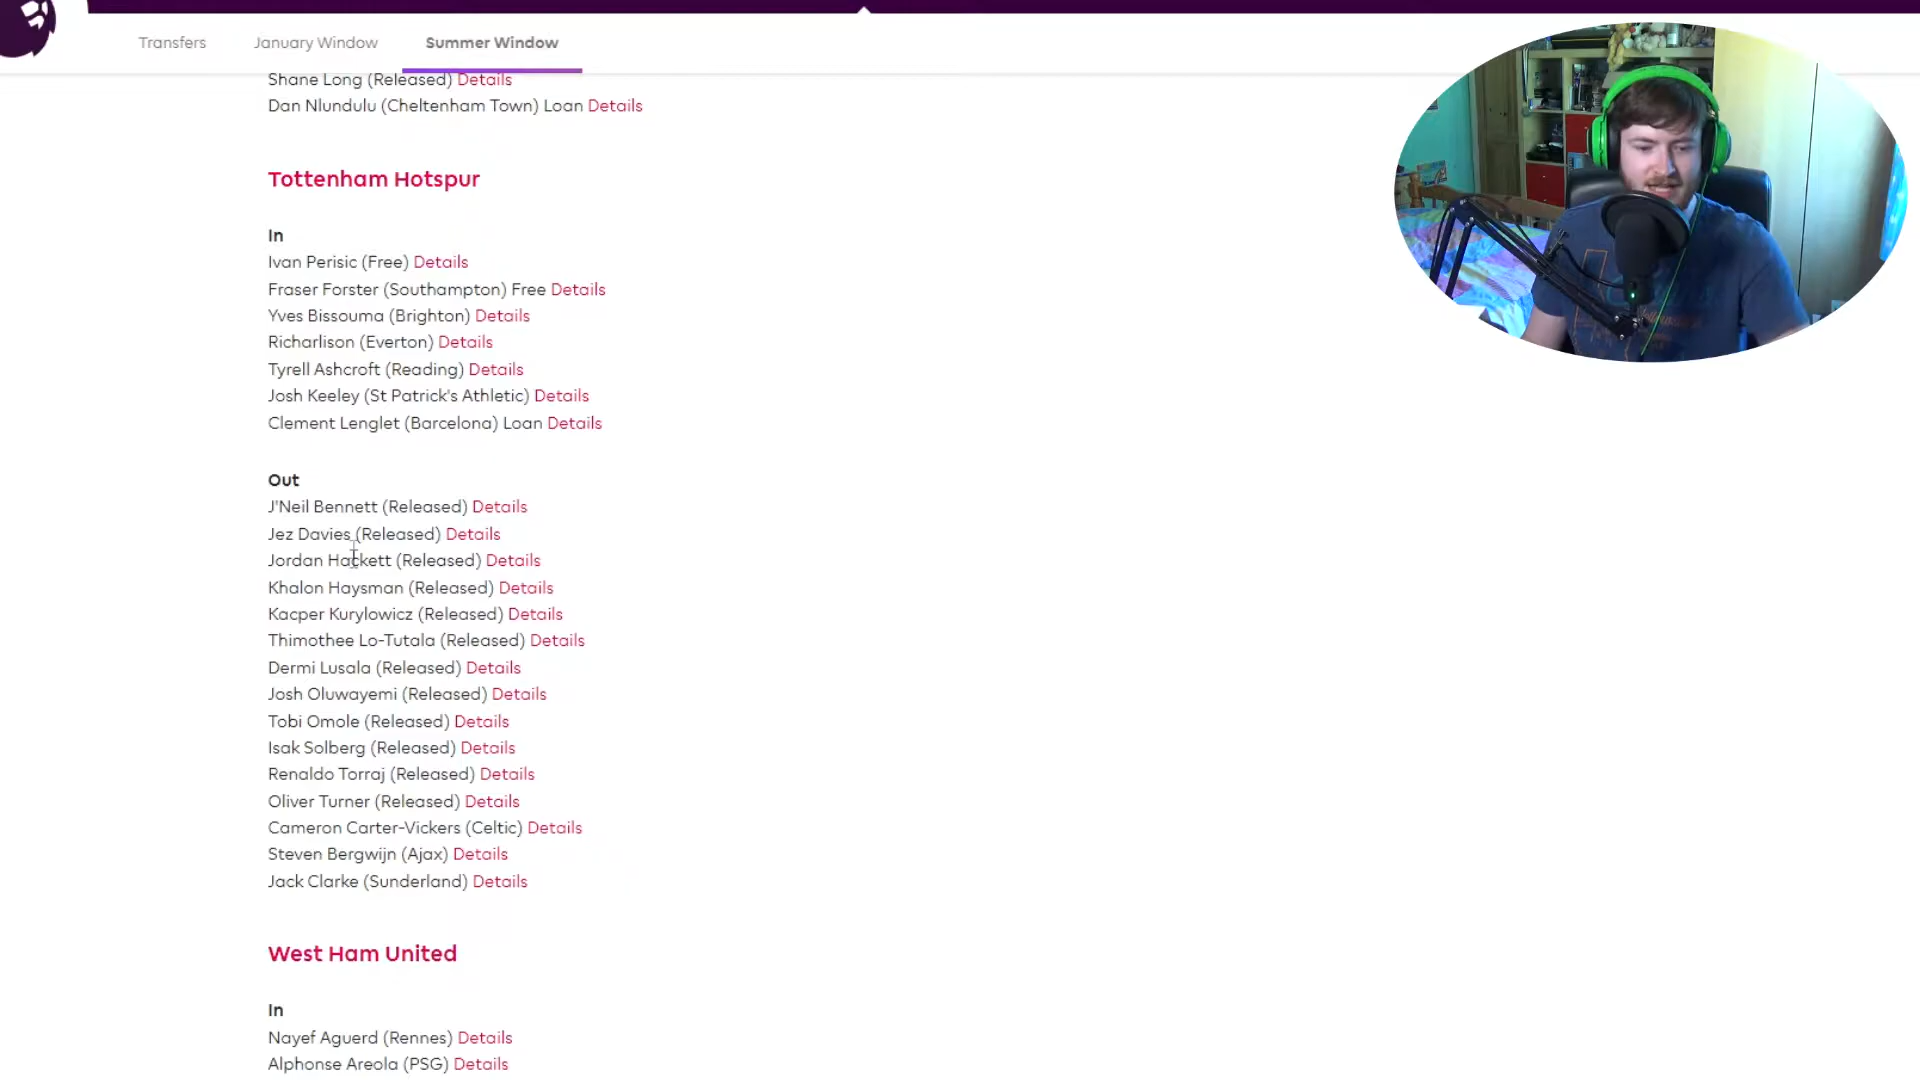 Transfers January Window Summer Window
Shane Long (Released) Details
Dan Nlundulu (Cheltenham Town) Loan Details
Tottenham Hotspur
In
Ivan Perisic (Free) Details
Fraser Forster (Southampton) Free Details
Yves Bissouma (Brighton) Details
Richarlison (Everton) Details
Tyrell Ashcroft (Reading) Details
Josh Keeley (St Patrick's Athletic) Details
Clement Lenglet (Barcelona) Loan Details
Out
J'Neil Bennett (Released) Details
Jez Davies (Released) Details
Jordan Hackett (Released) Details
Khalon Haysman (Released) Details
Kacper Kurylowicz (Released) Details
Thimothee Lo-Tutala (Released) Details
Dermi Lusala (Released) Details
Josh Oluwayemi (Released) Details
Tobi Omole (Released) Details
Isak Solberg (Released) Details
Renaldo Torraj (Released) Details
Oliver Turner (Released) Details
Cameron Carter-Vickers (Celtic) Details
Steven Bergwijn (Ajax) Details
Jack Clarke (Sunderland) Details
West Ham United
In
Nayef Aguerd (Rennes) Details
Alphonse Areola (PSG) Details